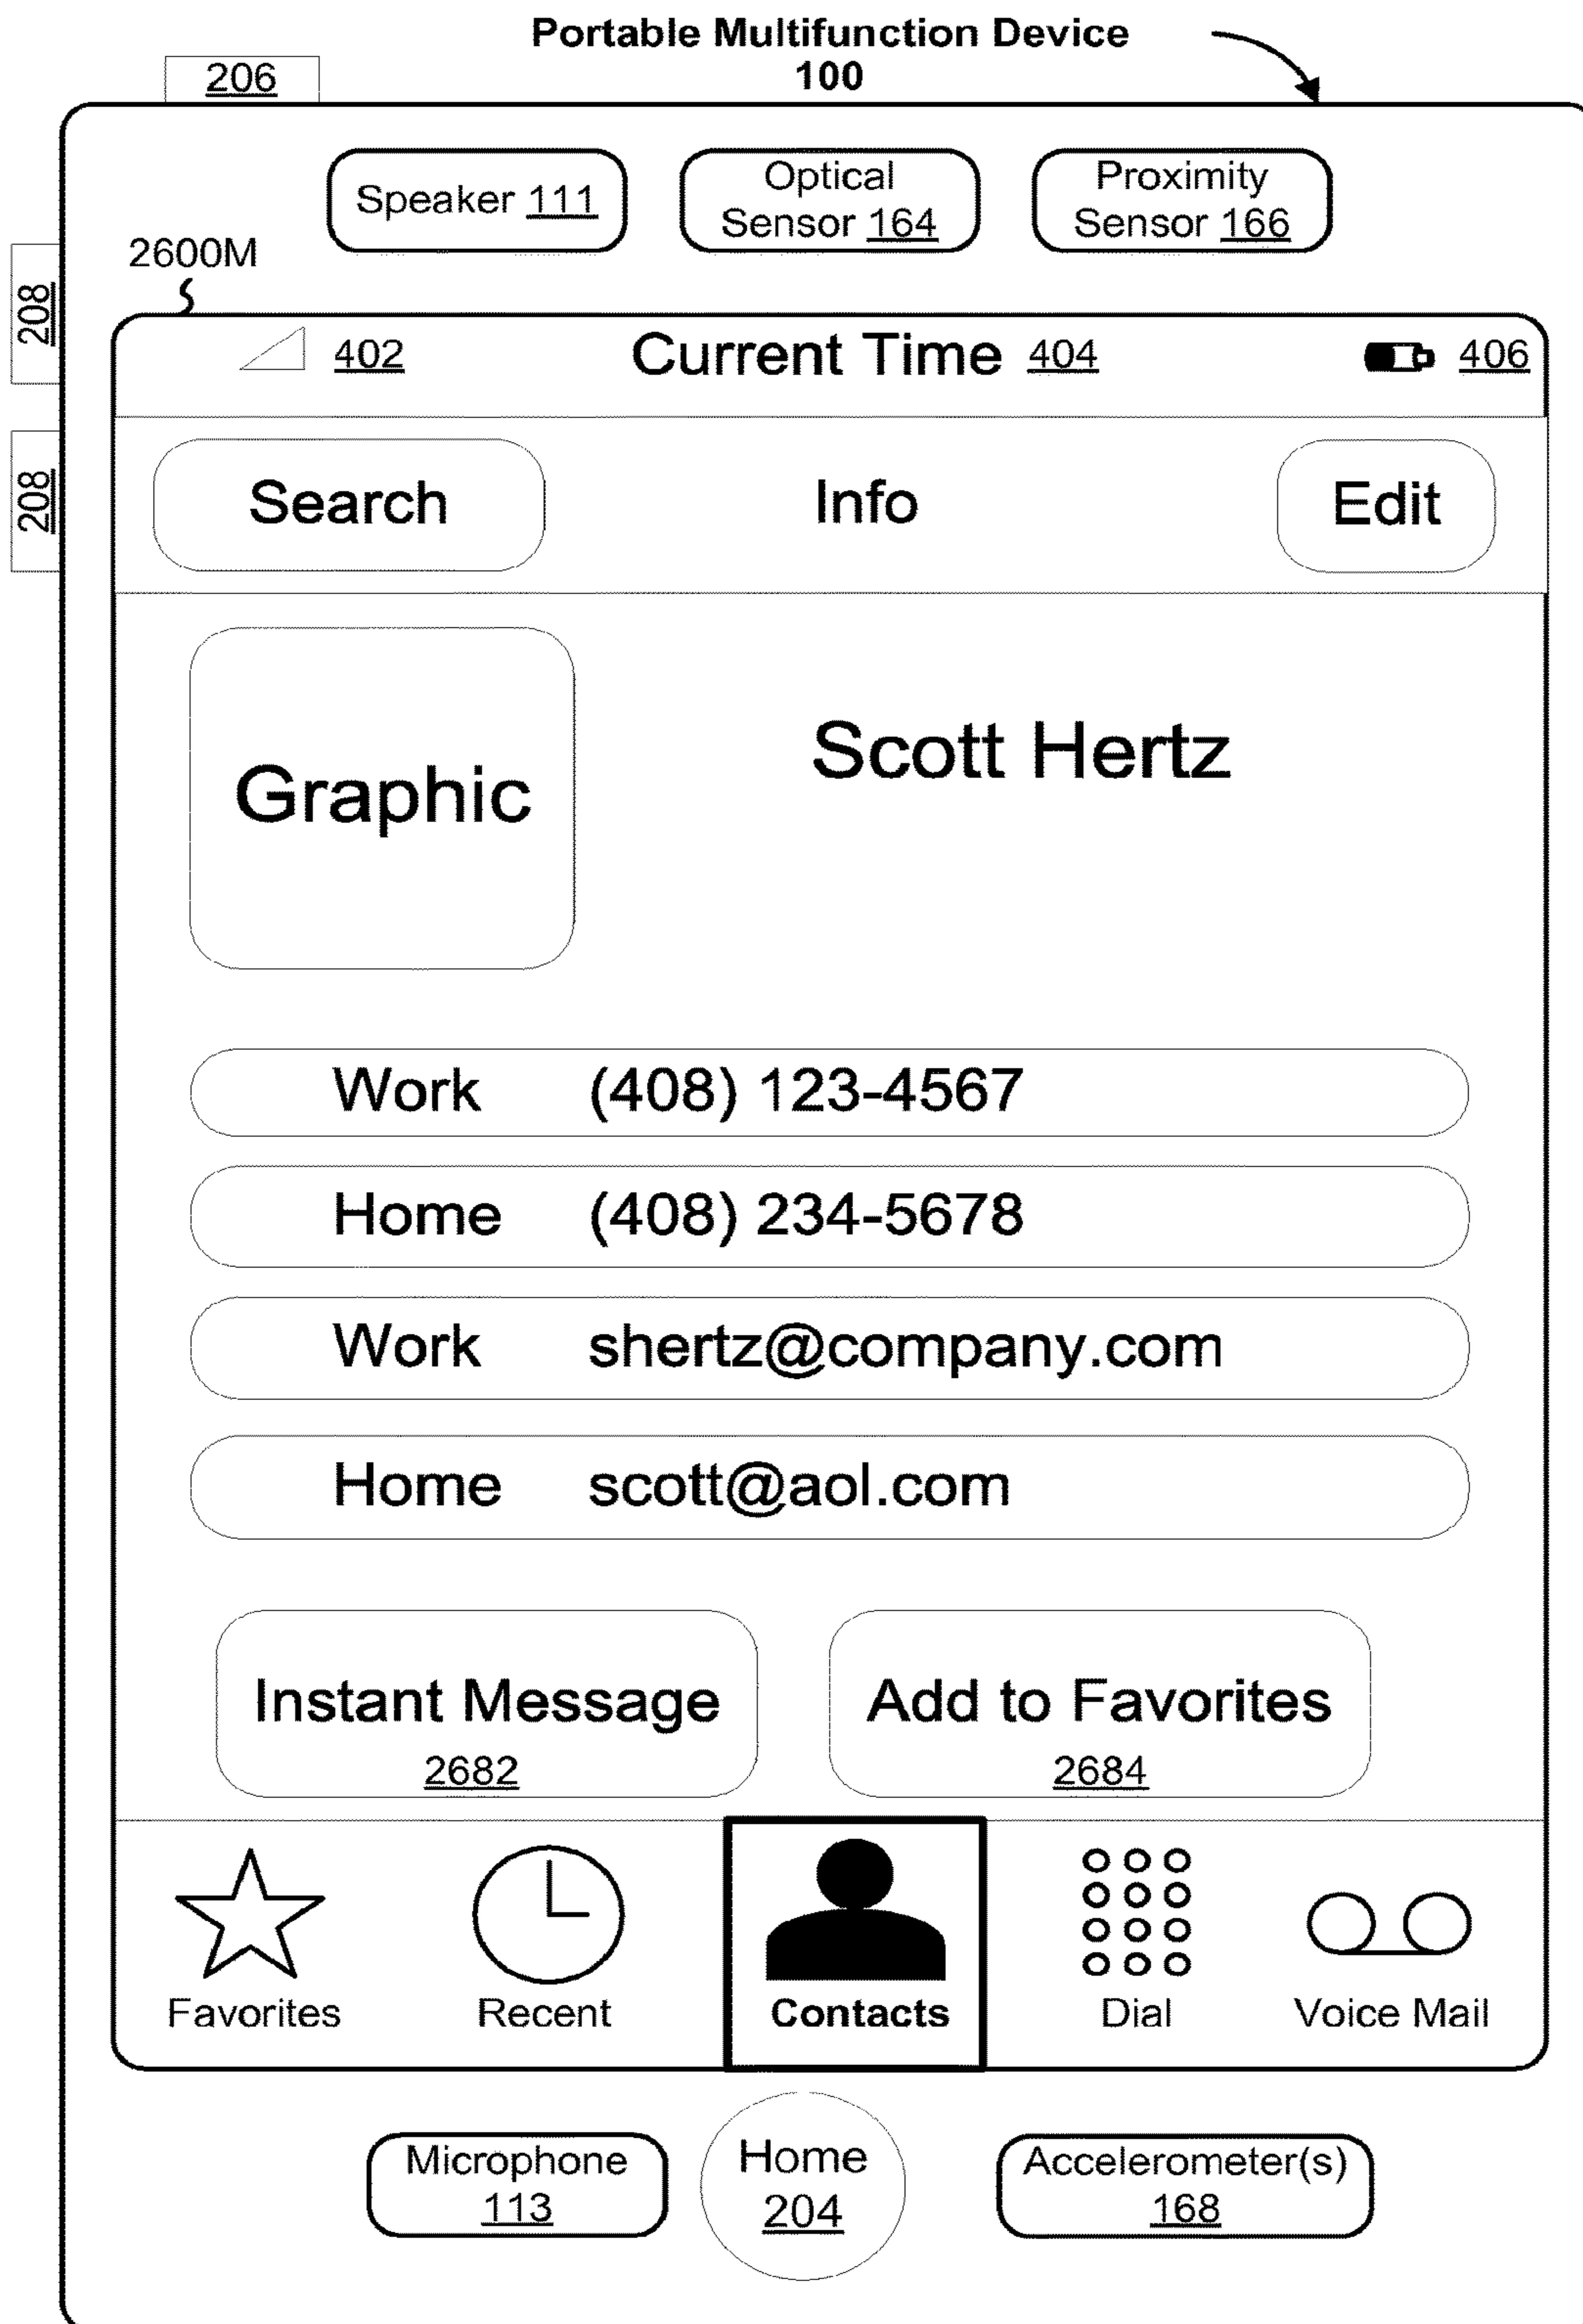 Portable Multifunction Device
100
206
Speaker 111
Optical
Sensor 164
Proximity
Sensor 166
2600M
208
208
402
Current Time 404
406
Search
Info
Edit
Graphic
Scott Hertz
Work (408) 123-4567
Home (408) 234-5678
Work shertz@company.com
Home scott@aol.com
Instant Message
2682
Add to Favorites
2684
Favorites
Recent
Contacts
Dial
Voice Mail
Microphone
113
Home
204
Accelerometer(s)
168